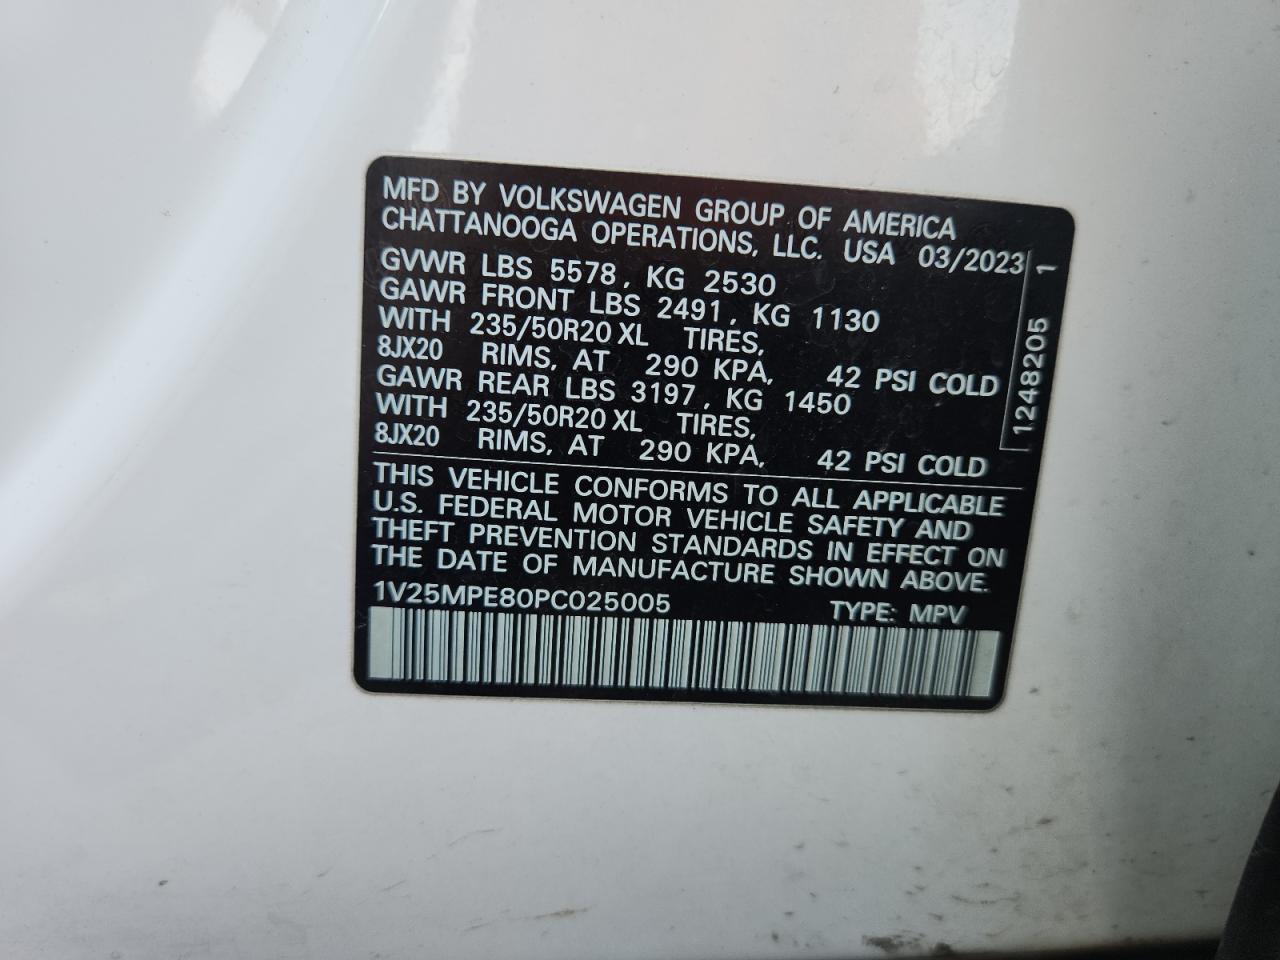 MFD BY VOLKSWAGEN GROUP OF AMERICA
CHATTANOOGA OPERATIONS, LLC. USA 03/2023
GVWR LBS 5578, KG 2530
GAWR FRONT LBS 2491, KG 1130
WITH 235/50R20 XL TIRES,
8JX20 RIMS, AT 290 KPA, 42 PSI COLD
GAWR REAR LBS 3197, KG 1450
WITH 235/50R20 XL TIRES,
8JX20 RIMS, AT 290 KPA, 42 PSI COLD
1248205 1
THIS VEHICLE CONFORMS TO ALL APPLICABLE
U.S. FEDERAL MOTOR VEHICLE SAFETY AND
THEFT PREVENTION STANDARDS IN EFFECT ON
THE DATE OF MANUFACTURE SHOWN ABOVE.
1V25MPE80PC025005 TYPE: MPV